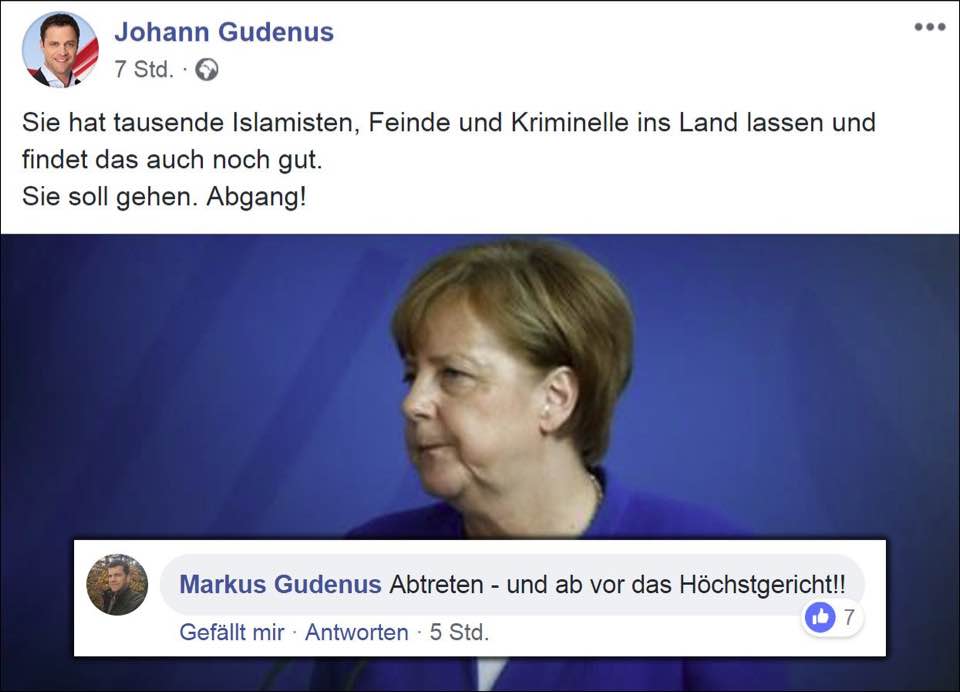 Johann Gudenus
7 Std. ·
Sie hat tausende Islamisten, Feinde und Kriminelle ins Land lassen und
findet das auch noch gut.
Sie soll gehen. Abgang!
Markus Gudenus Abtreten - und ab vor das Höchstgericht!!
7
Gefällt mir · Antworten · 5 Std.